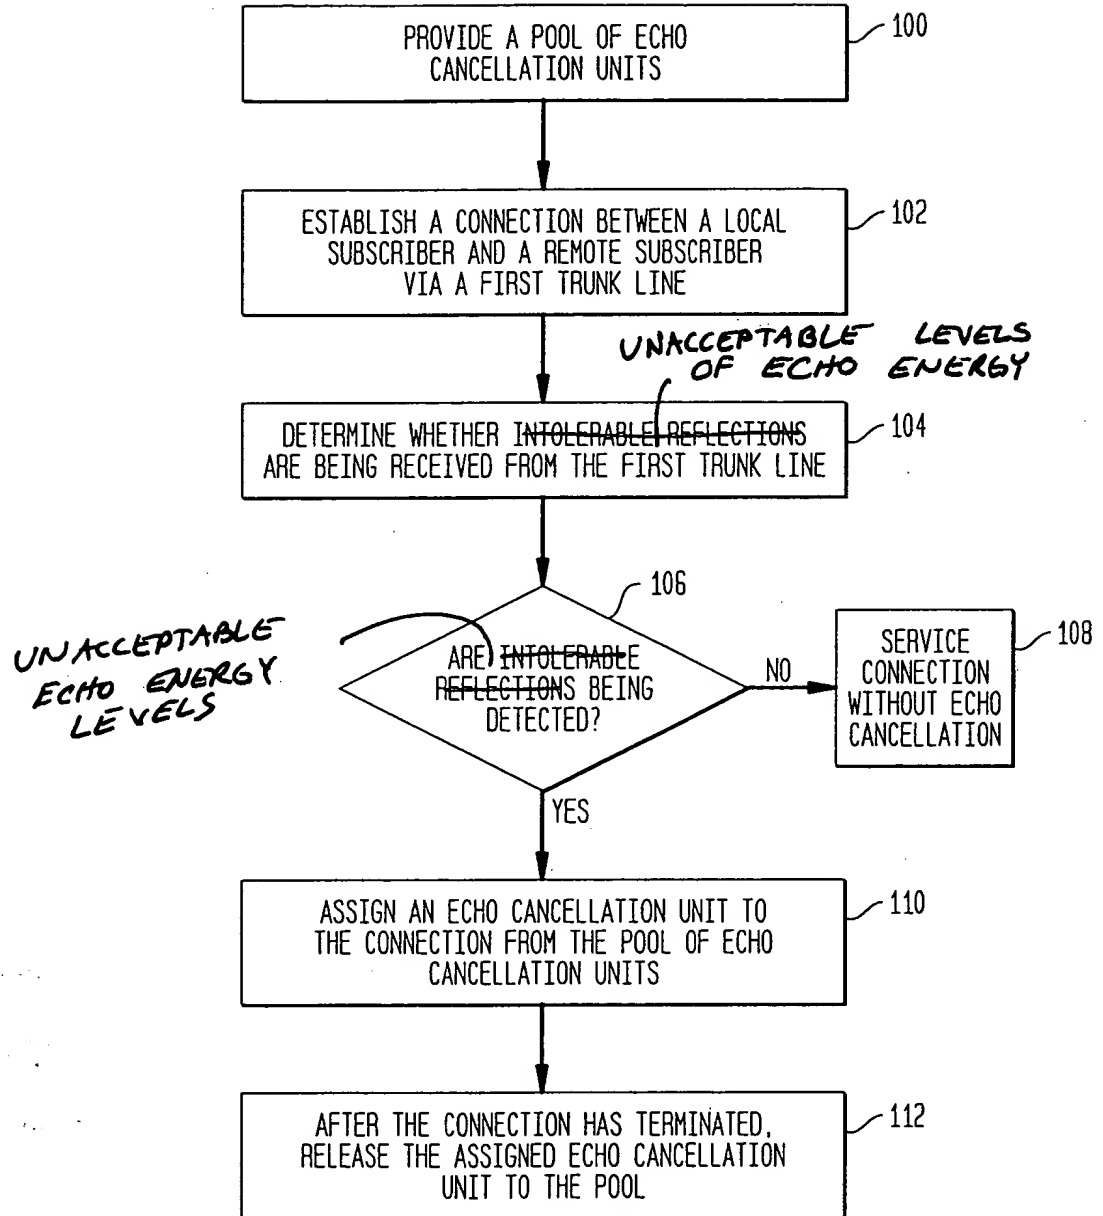 PROVIDE A POOL OF ECHO
CANCELLATION UNITS
100
ESTABLISH A CONNECTION BETWEEN A LOCAL
SUBSCRIBER AND A REMOTE SUBSCRIBER
VIA A FIRST TRUNK LINE
102
UNACCEPTABLE LEVELS
OF ECHO ENERGY
DETERMINE WHETHER INTOLERABLE REFLECTIONS
ARE BEING RECEIVED FROM THE FIRST TRUNK LINE
104
106
UNACCEPTABLE
ECHO ENERGY
LEVELS
ARE INTOLERABLE
REFLECTIONS BEING
DETECTED?
NO
SERVICE
CONNECTION
WITHOUT ECHO
CANCELLATION
108
YES
ASSIGN AN ECHO CANCELLATION UNIT TO
THE CONNECTION FROM THE POOL OF ECHO
CANCELLATION UNITS
110
AFTER THE CONNECTION HAS TERMINATED,
RELEASE THE ASSIGNED ECHO CANCELLATION
UNIT TO THE POOL
112